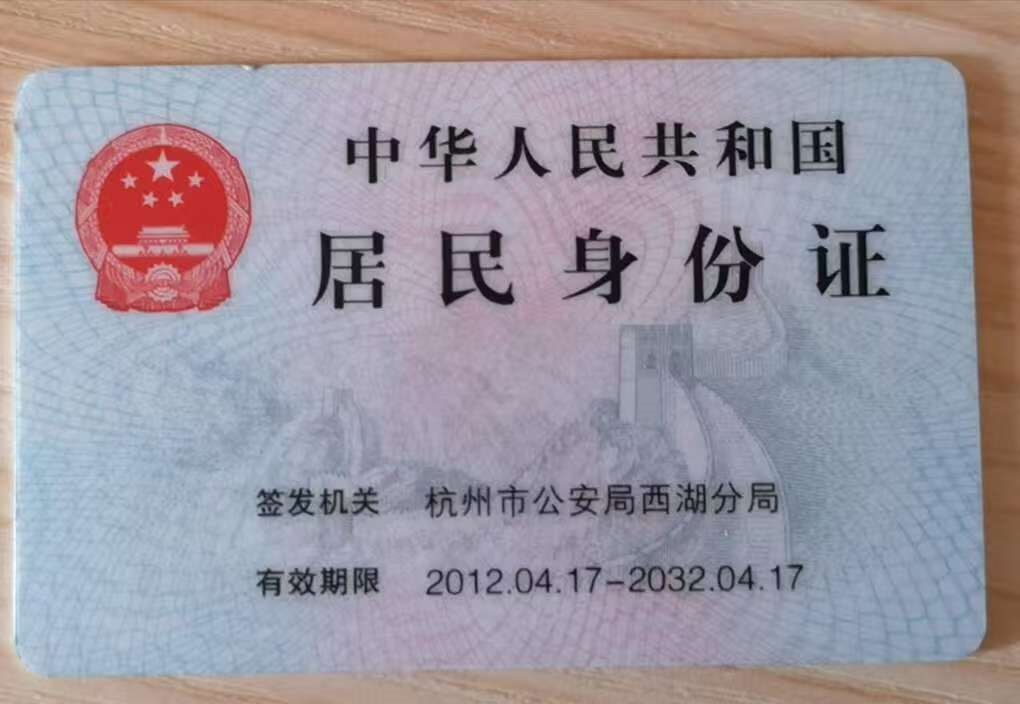 中华人民共和国
居民身份证
签发机关 杭州市公安局西湖分局
有效期限 2012.04.17-2032.04.17